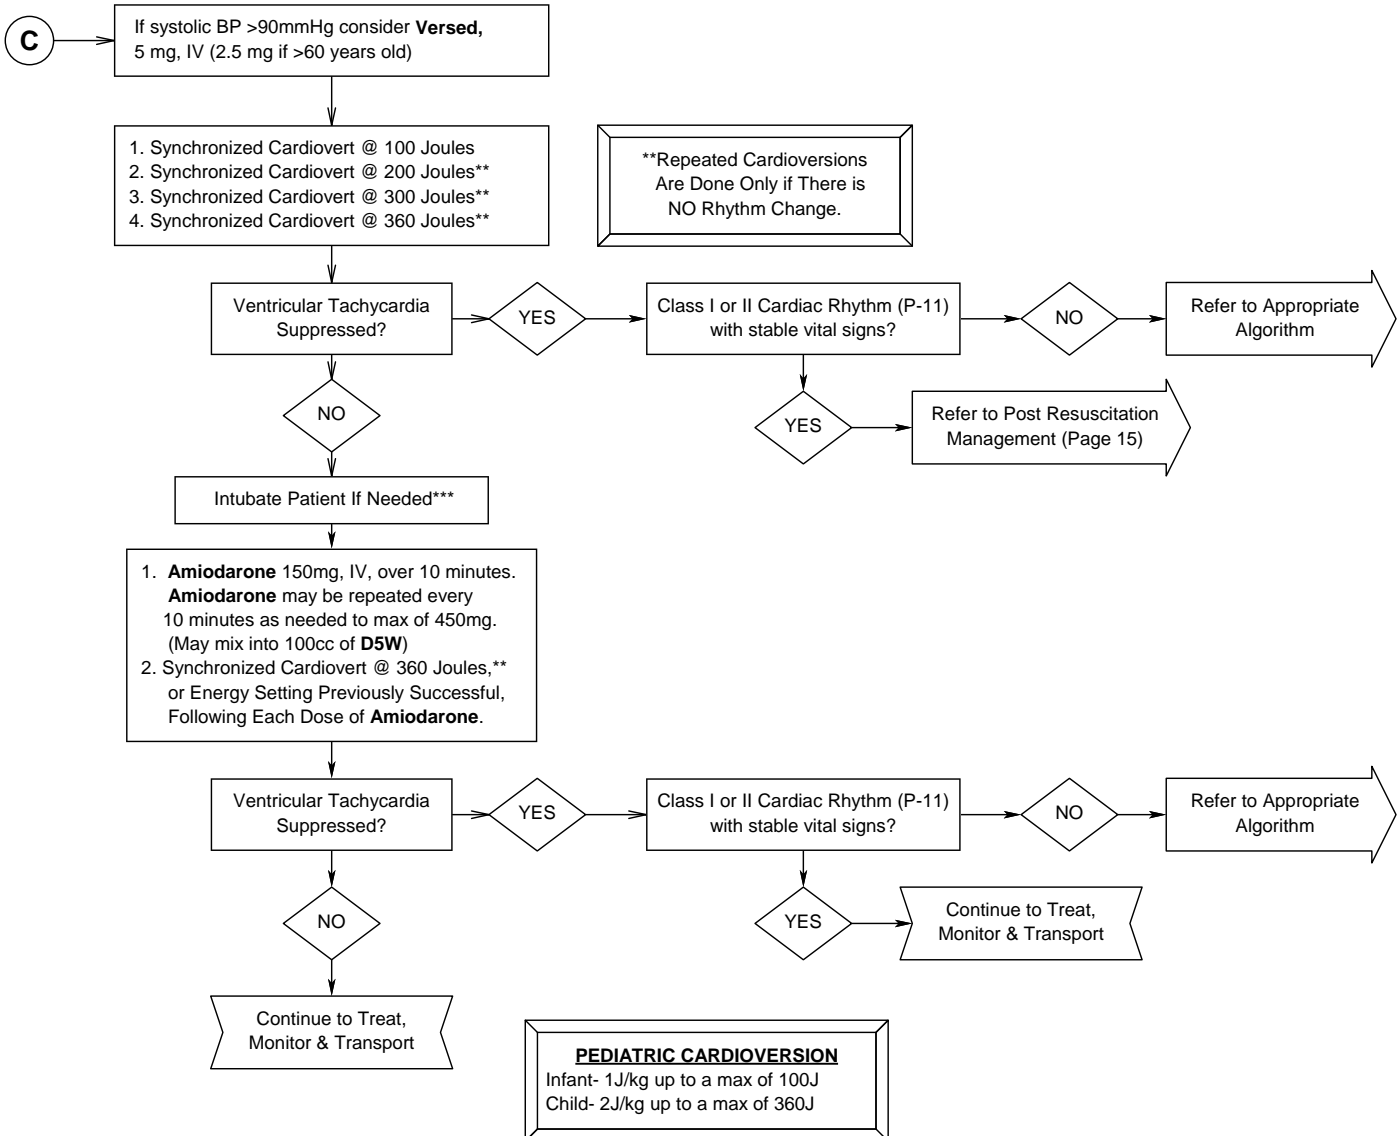 C
If systolic BP >90mmHg consider Versed,
5 mg, IV (2.5 mg if >60 years old)
1. Synchronized Cardiovert @ 100 Joules
2. Synchronized Cardiovert @ 200 Joules**
3. Synchronized Cardiovert @ 300 Joules**
4. Synchronized Cardiovert @ 360 Joules**
**Repeated Cardioversions
Are Done Only if There is
NO Rhythm Change.
Ventricular Tachycardia
Suppressed?
YES
Class I or II Cardiac Rhythm (P-11)
with stable vital signs?
NO
Refer to Appropriate
Algorithm
NO
YES
Refer to Post Resuscitation
Management (Page 15)
Intubate Patient If Needed***
1. Amiodarone 150mg, IV, over 10 minutes.
Amiodarone may be repeated every
10 minutes as needed to max of 450mg.
(May mix into 100cc of D5W)
2. Synchronized Cardiovert @ 360 Joules,**
or Energy Setting Previously Successful,
Following Each Dose of Amiodarone.
Ventricular Tachycardia
Suppressed?
YES
Class I or II Cardiac Rhythm (P-11)
with stable vital signs?
NO
Refer to Appropriate
Algorithm
NO
YES
Continue to Treat,
Monitor & Transport
Continue to Treat,
Monitor & Transport
PEDIATRIC CARDIOVERSION
Infant- 1J/kg up to a max of 100J
Child- 2J/kg up to a max of 360J